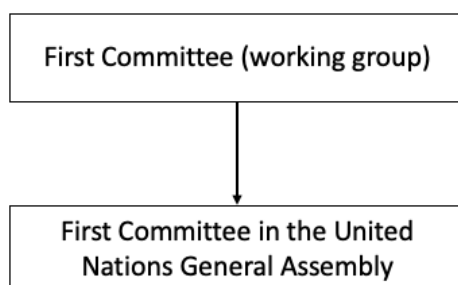 First Committee (working group)
First Committee in the United
Nations General Assembly